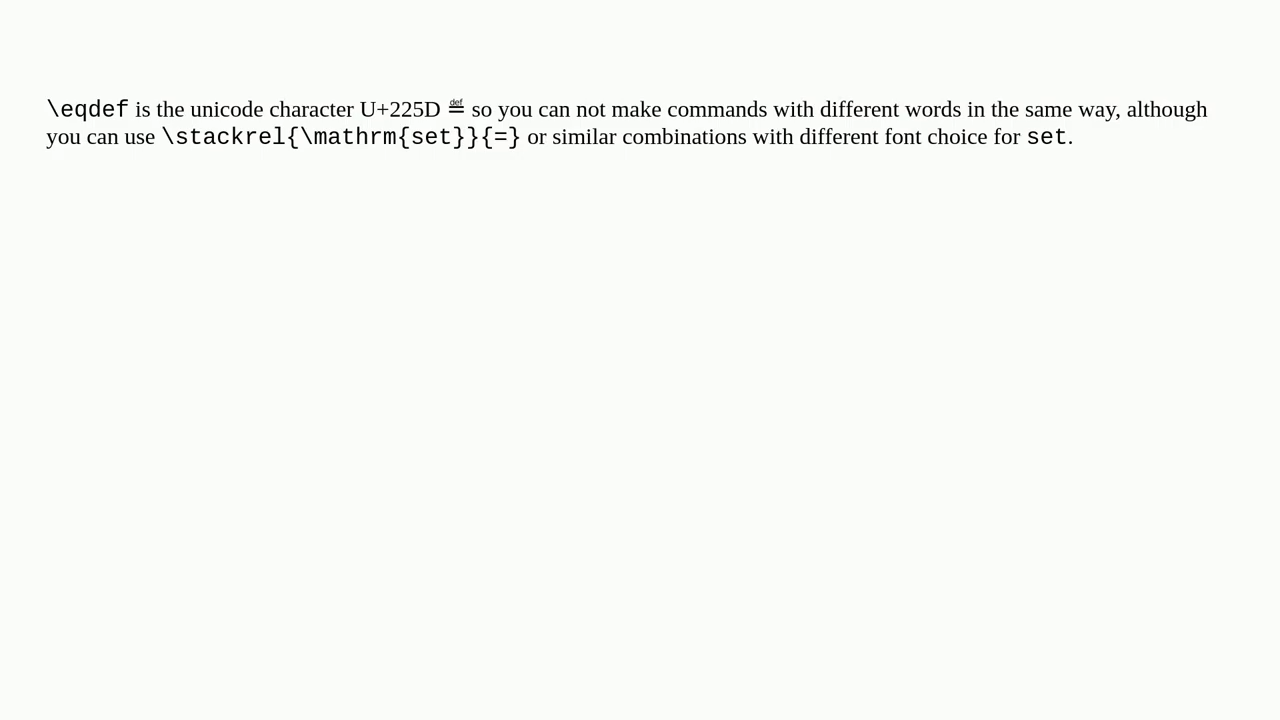 \eqdef is the unicode character U+225D ≝ so you can not make commands with different words in the same way, although
you can use \stackrel{\mathrm{set}}{=} or similar combinations with different font choice for set.